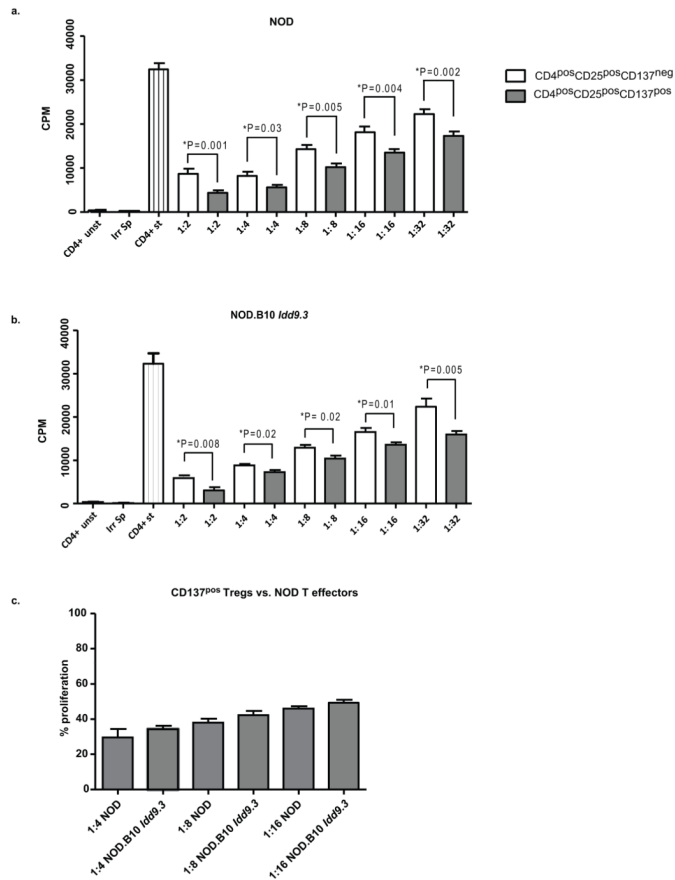 a.
NOD
40000
30000
20000
10000
0
CPM
*P=0.001
*P=0.03
*P=0.005
*P=0.004
*P=0.002
CD4+ unst
Irr Sp
CD4+ st
1:2
1:2
1:4
1:4
1:8
1: 8
1: 16
1: 16
1:32
1:32
CD4posCD25posCD137neg
CD4posCD25posCD137pos
b.
NOD.B10 Idd9.3
40000
30000
20000
10000
0
CPM
*P=0.008
*P=0.02
*P= 0.02
*P=0.01
*P=0.005
CD4+ unst
Irr Sp
CD4+ st
1:2
1:2
1:4
1:4
1:8
1: 8
1: 16
1: 16
1:32
1:32
c.
CD137pos Tregs vs. NOD T effectors
100
80
60
40
20
0
% proliferation
1:4 NOD
1:4 NOD.B10 Idd9.3
1:8 NOD
1:8 NOD.B10 Idd9.3
1:16 NOD
1:16 NOD.B10 Idd9.3